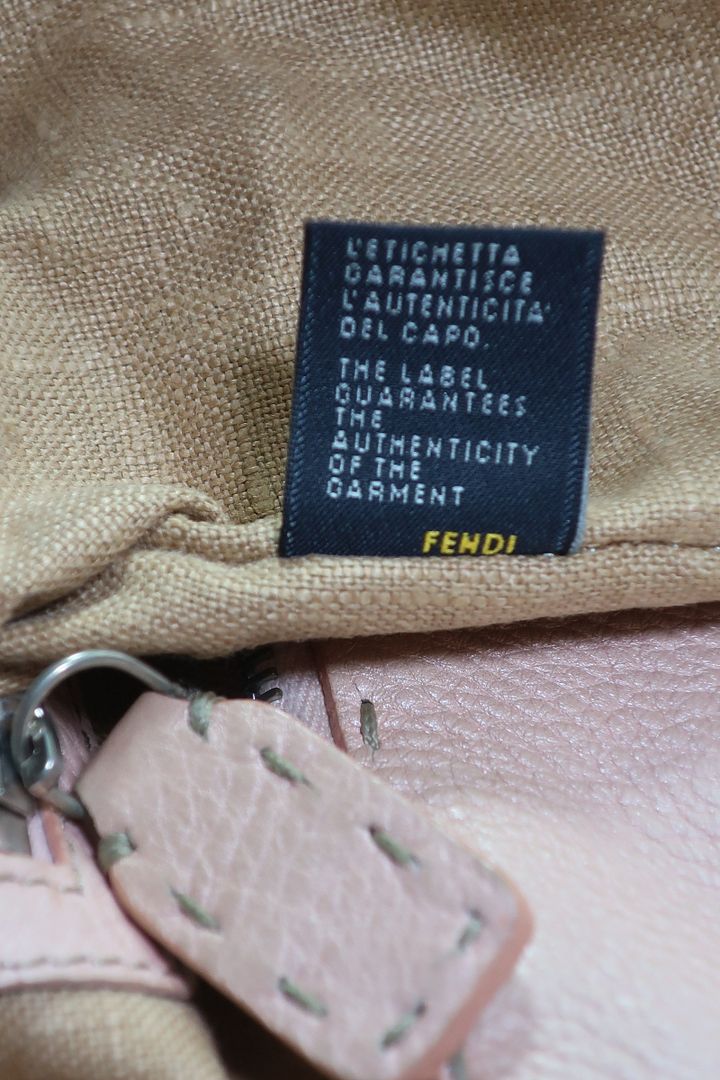 L'ETICHETTA
GARANTISCE
L'AUTENTICITA'
DEL CAPO.
THE LABEL
GUARANTEES
THE
AUTHENTICITY
OF THE
GARMENT
FENDI